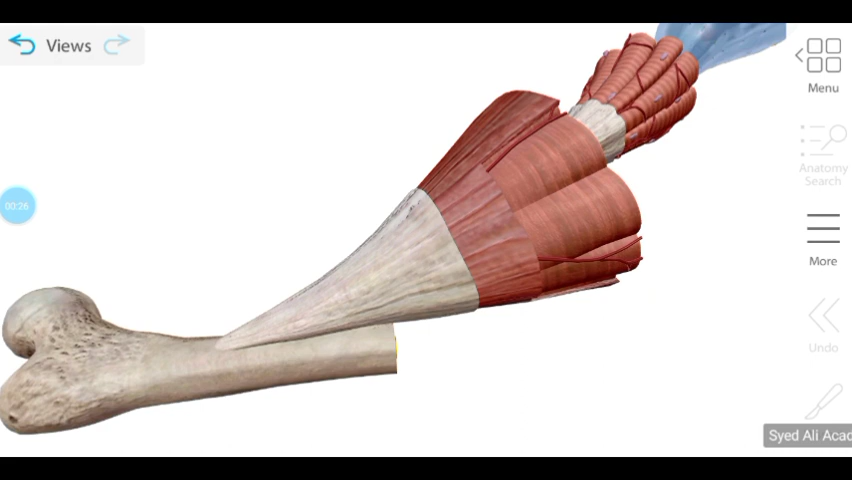 Views
Menu
00:26
Anatomy
Search
More
Undo
Syed Ali Acad